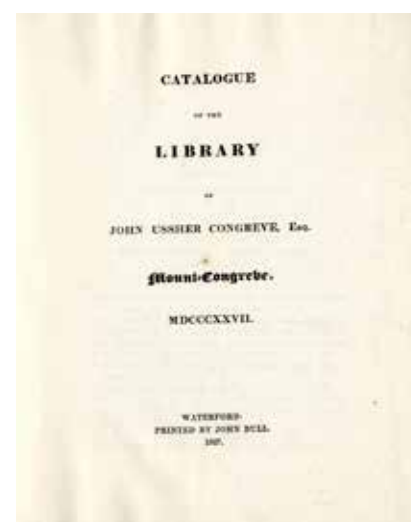 CATALOGUE
OF THE
LIBRARY
OF
JOHN USSHER CONGREVE, Esq.
Mount-Congreve.
MDCCCXXVII.
WATERFORD:
PRINTED BY JOHN BULL.
1827.